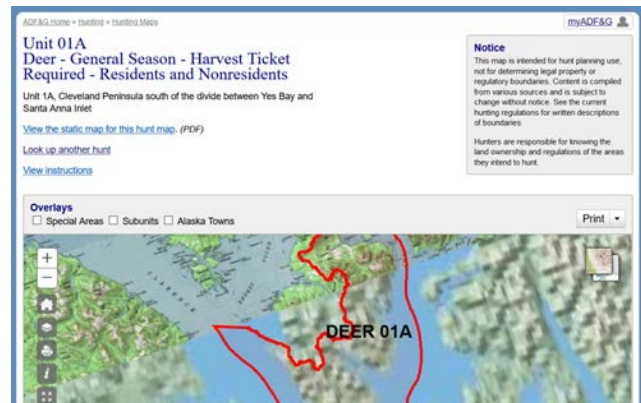 ADF&G Home » Hunting » Hunting Maps
myADF&G
Unit 01A
Deer - General Season - Harvest Ticket
Required - Residents and Nonresidents
Unit 1A, Cleveland Peninsula south of the divide between Yes Bay and
Santa Anna Inlet
View the static map for this hunt map. (PDF)
Look up another hunt
View instructions
Notice
This map is intended for hunt planning use,
not for determining legal property or
regulatory boundaries. Content is compiled
from various sources and is subject to
change without notice. See the current
hunting regulations for written descriptions
of boundaries.
Hunters are responsible for knowing the
land ownership and regulations of the areas
they intend to hunt.
Overlays
Special Areas Subunits Alaska Towns
Print
+
−
CLARENCE
DEER 01A
i